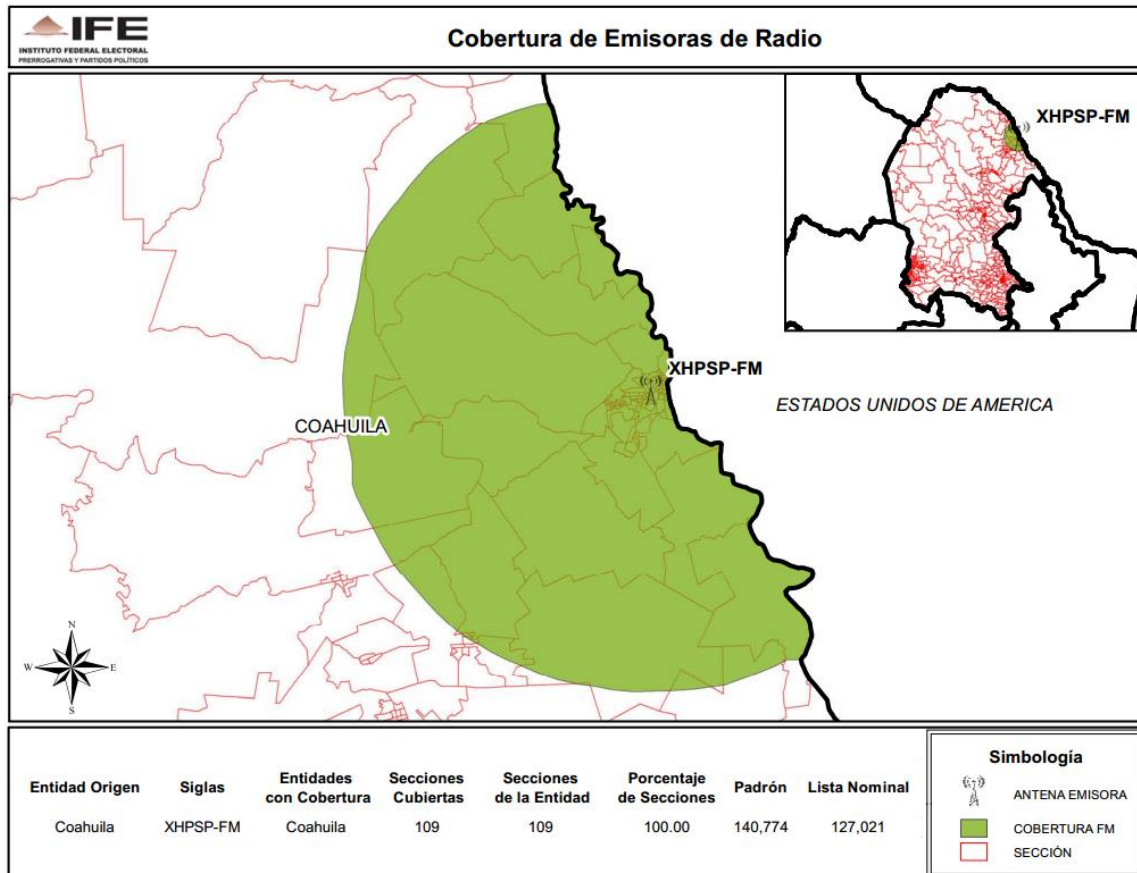 IFE
INSTITUTO FEDERAL ELECTORAL
PRERROGATIVAS Y PARTIDOS POLÍTICOS
Cobertura de Emisoras de Radio
XHPSP-FM
XHPSP-FM
ESTADOS UNIDOS DE AMERICA
COAHUILA
N
W E
S
Entidad Origen Siglas Entidades con Cobertura Secciones Cubiertas Secciones de la Entidad Porcentaje de Secciones Padrón Lista Nominal
Coahuila XHPSP-FM Coahuila 109 109 100.00 140,774 127,021
Simbología
ANTENA EMISORA
COBERTURA FM
SECCIÓN